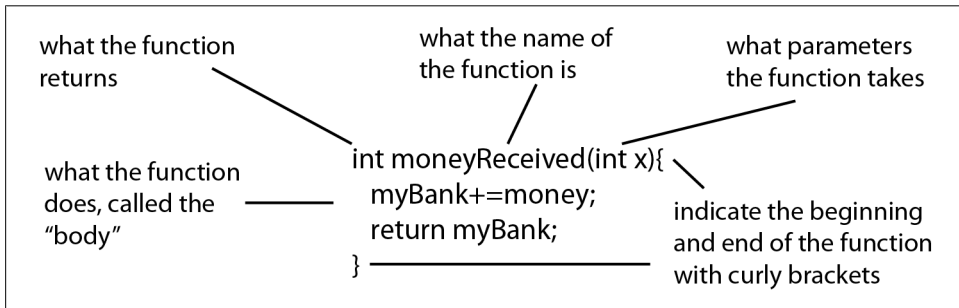 what the function
returns
what the name of
the function is
what parameters
the function takes
int moneyReceived(int x){
what the function
does, called the
“body”
myBank+=money;
return myBank;
}
indicate the beginning
and end of the function
with curly brackets